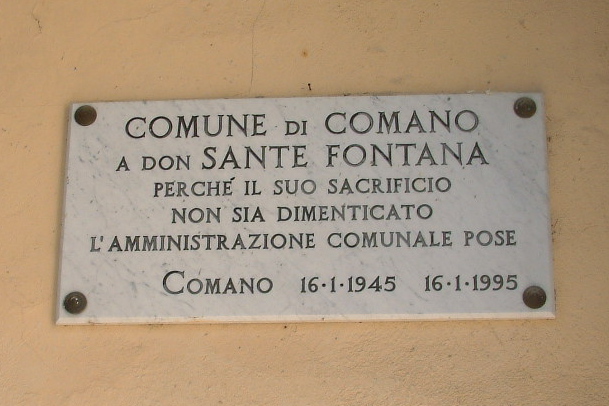 COMUNE DI COMANO
A DON SANTE FONTANA
PERCHÉ IL SUO SACRIFICIO
NON SIA DIMENTICATO
L'AMMINISTRAZIONE COMUNALE POSE
COMANO 16·1·1945 16·1·1995